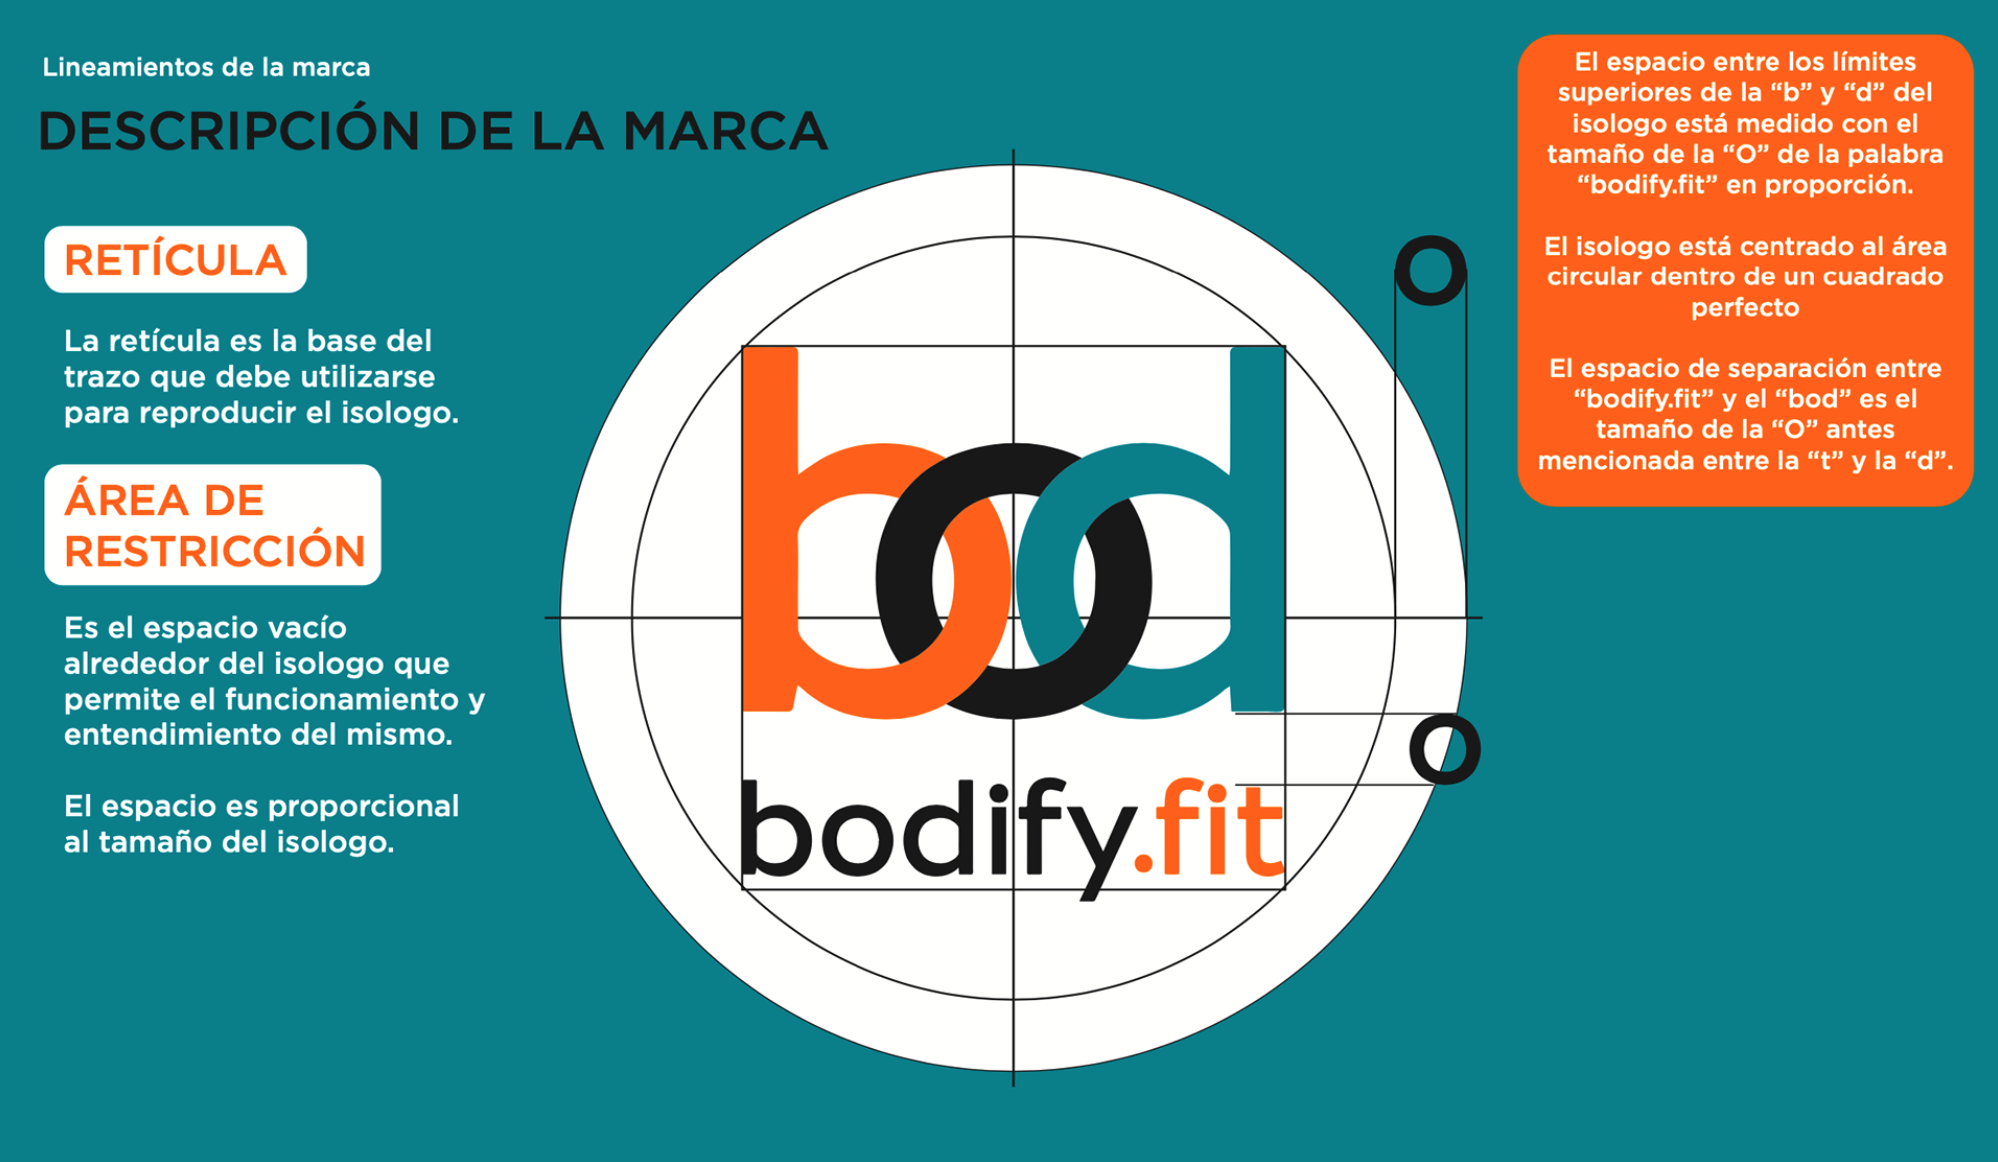 Lineamientos de la marca
DESCRIPCIÓN DE LA MARCA
RETÍCULA
La retícula es la base del
trazo que debe utilizarse
para reproducir el isologo.
ÁREA DE
RESTRICCIÓN
Es el espacio vacío
alrededor del isologo que
permite el funcionamiento y
entendimiento del mismo.
El espacio es proporcional
al tamaño del isologo.
bod
bodify.fit
O
O
El espacio entre los límites
superiores de la “b” y “d” del
isologo está medido con el
tamaño de la “O” de la palabra
“bodify.fit” en proporción.
El isologo está centrado al área
circular dentro de un cuadrado
perfecto
El espacio de separación entre
“bodify.fit” y el “bod” es el
tamaño de la “O” antes
mencionada entre la “t” y la “d”.